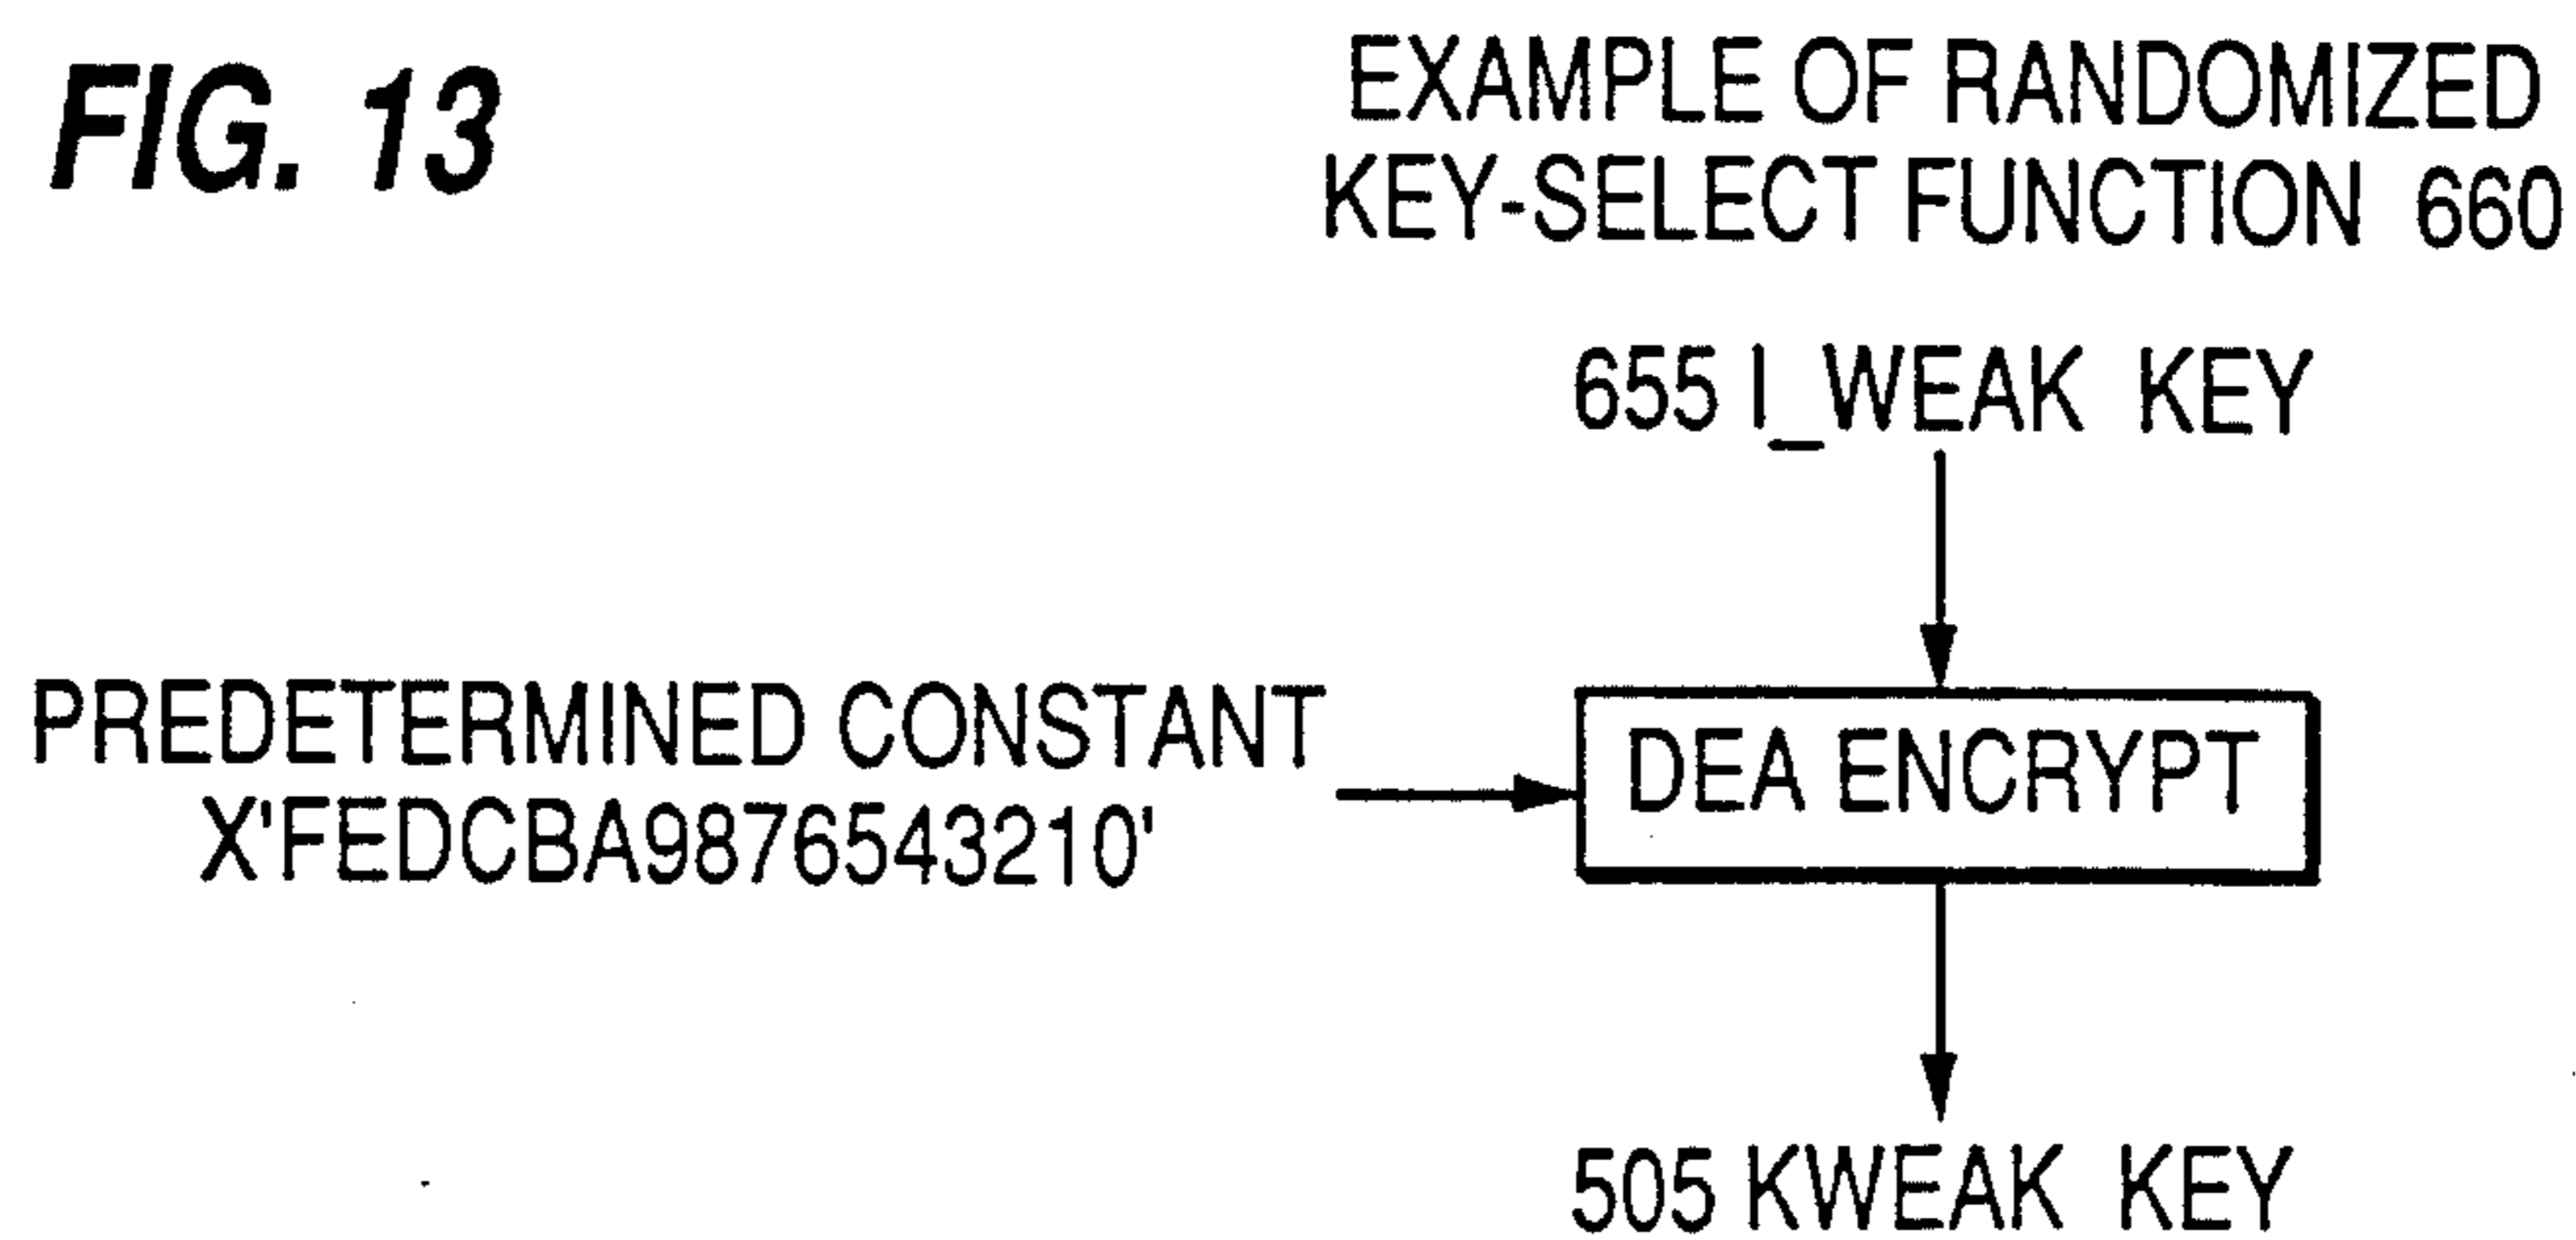 FIG. 13
EXAMPLE OF RANDOMIZED
KEY-SELECT FUNCTION 660
655 I_WEAK KEY
PREDETERMINED CONSTANT
X'FEDCBA9876543210'
DEA ENCRYPT
505 KWEAK KEY